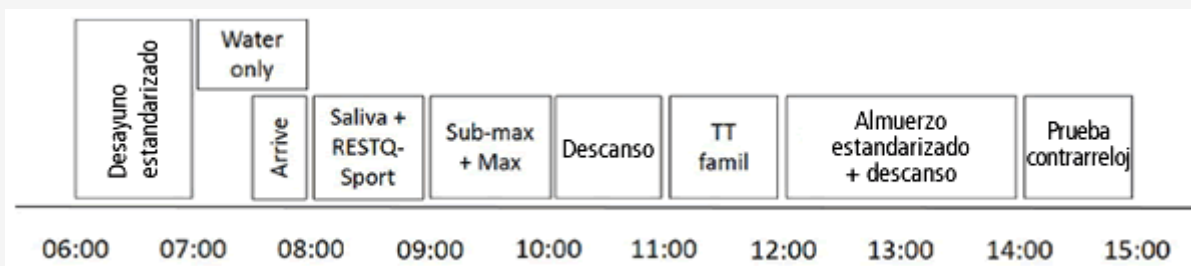 Desayuno
estandarizado
Water
only
Arrive
Saliva +
RESTQ-
Sport
Sub-max
+ Max
Descanso
TT
famil
Almuerzo
estandarizado
+ descanso
Prueba
contrarreloj
06:00 07:00 08:00 09:00 10:00 11:00 12:00 13:00 14:00 15:00